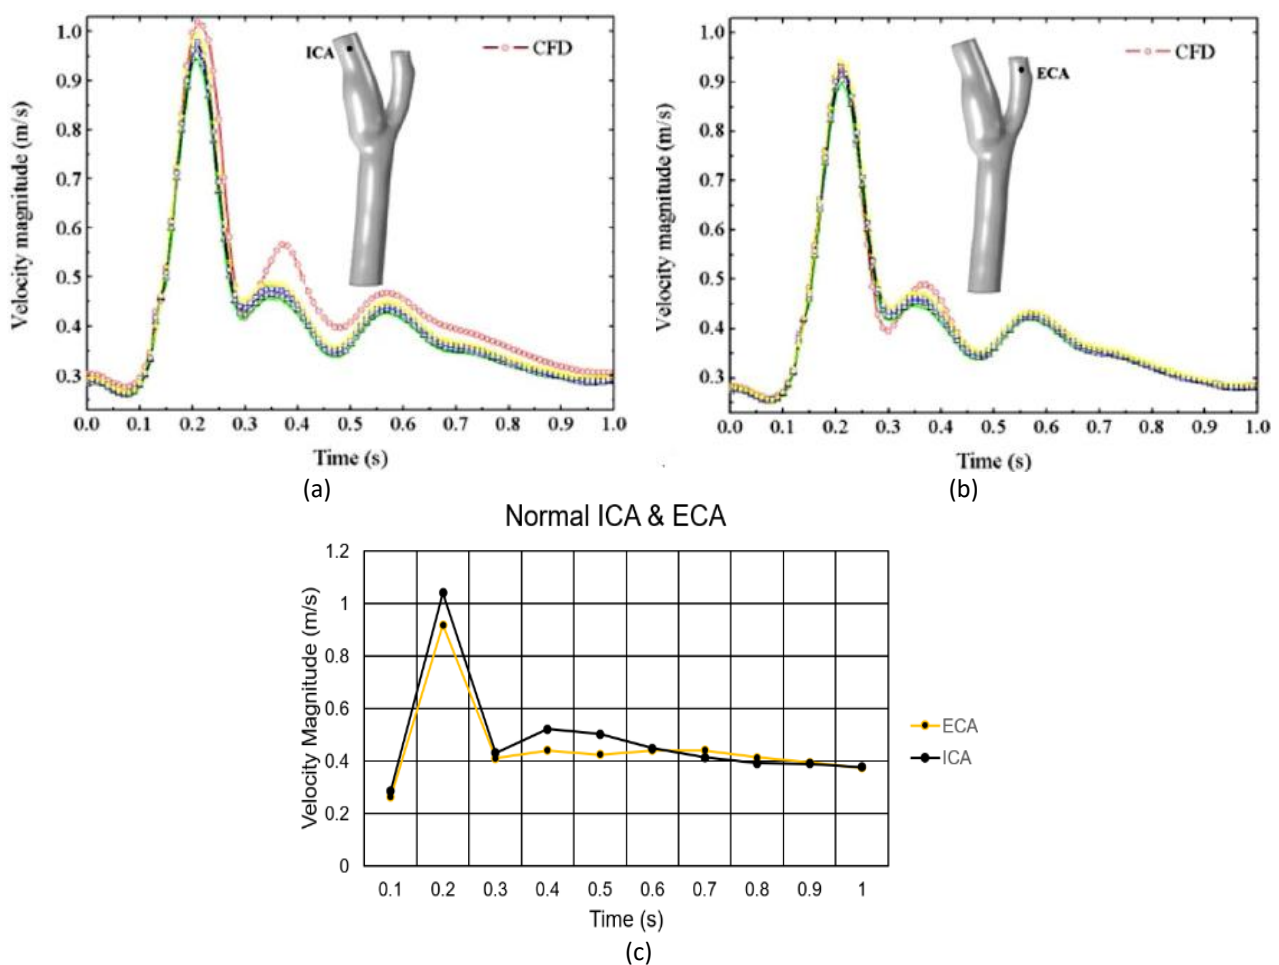 Velocity magnitude (m/s)
1.0
0.9
0.8
0.7
0.6
0.5
0.4
0.3
ICA
CFD
0.0 0.1 0.2 0.3 0.4 0.5 0.6 0.7 0.8 0.9 1.0
Time (s)
(a)
Velocity magnitude (m/s)
1.0
0.9
0.8
0.7
0.6
0.5
0.4
0.3
ECA
CFD
0.0 0.1 0.2 0.3 0.4 0.5 0.6 0.7 0.8 0.9 1.0
Time (s)
(b)
Normal ICA & ECA
Velocity Magnitude (m/s)
1.2
1
0.8
0.6
0.4
0.2
0
0.1 0.2 0.3 0.4 0.5 0.6 0.7 0.8 0.9 1
Time (s)
ECA
ICA
(c)